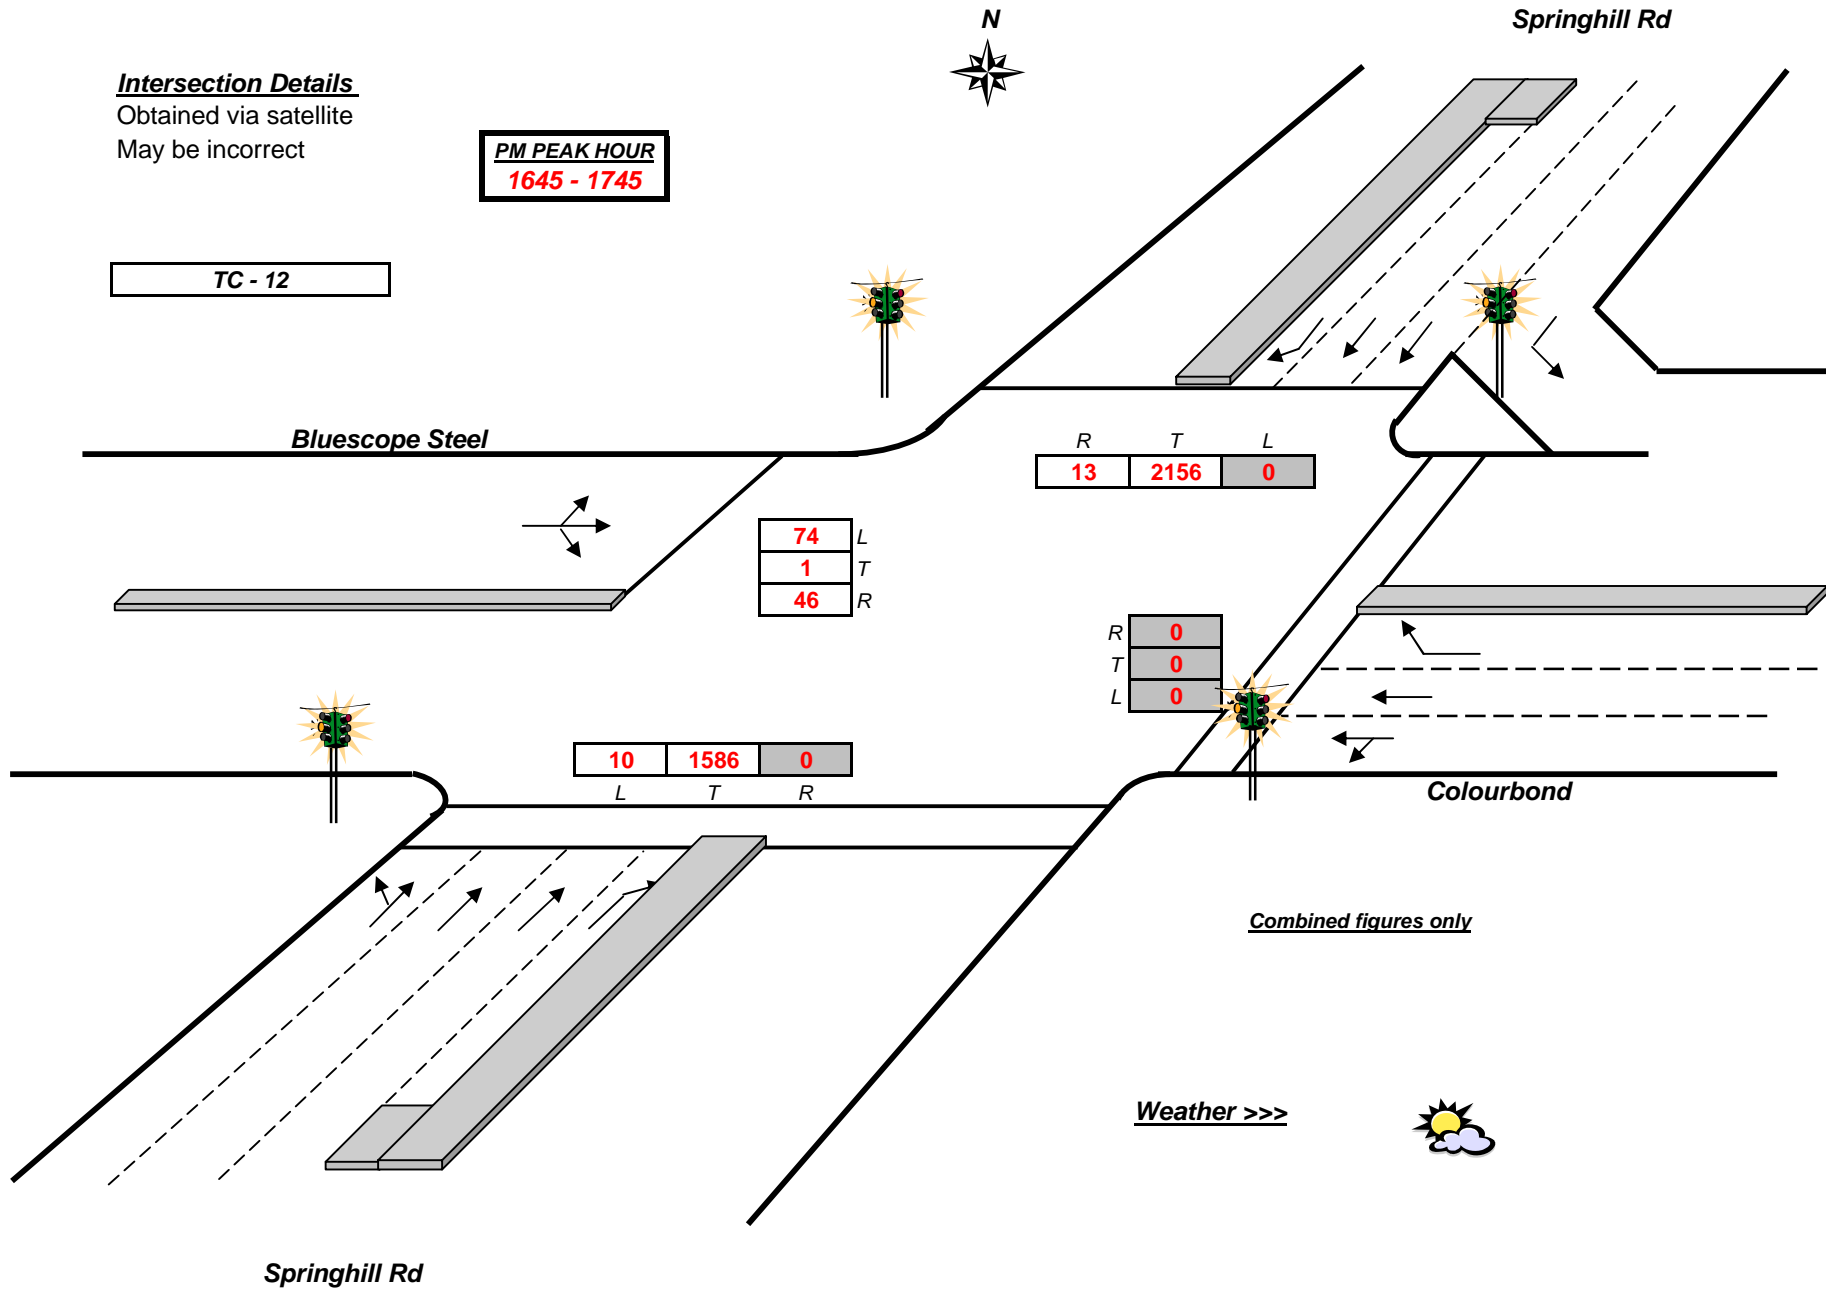 N
Springhill Rd
Intersection Details
Obtained via satellite
May be incorrect
PM PEAK HOUR
1645 - 1745
TC - 12
Bluescope Steel
R T L
13 2156 0
74 L
1 T
46 R
R 0
T 0
L 0
10 1586 0
L T R
Colourbond
Combined figures only
Weather >>>
Springhill Rd